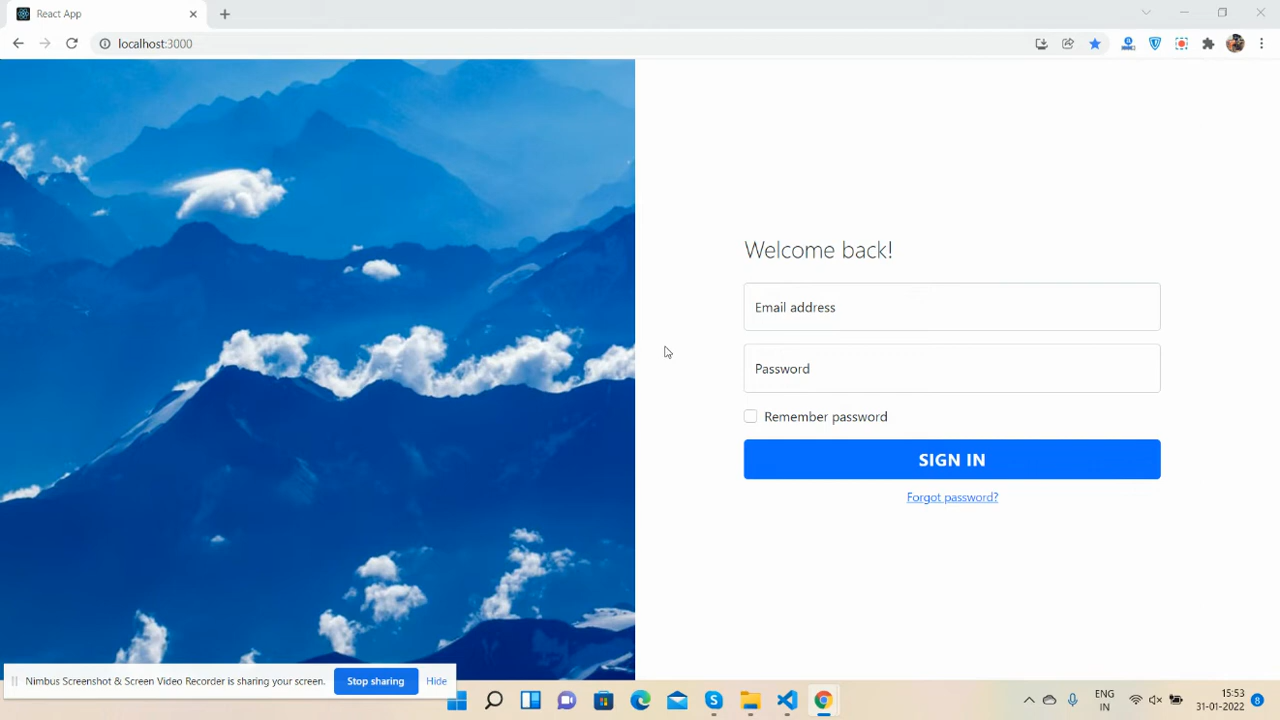 React App
localhost:3000
Welcome back!
Email address
Password
Remember password
SIGN IN
Forgot password?
Nimbus Screenshot & Screen Video Recorder is sharing your screen.
Stop sharing
Hide
ENG
IN
15:53
31-01-2022
8